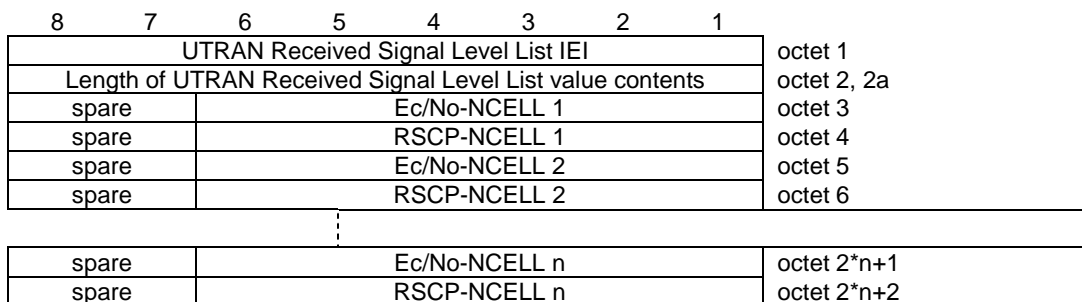 8 7 6 5 4 3 2 1
UTRAN Received Signal Level List IEI octet 1
Length of UTRAN Received Signal Level List value contents octet 2, 2a
spare Ec/No-NCELL 1 octet 3
spare RSCP-NCELL 1 octet 4
spare Ec/No-NCELL 2 octet 5
spare RSCP-NCELL 2 octet 6
spare Ec/No-NCELL n octet 2*n+1
spare RSCP-NCELL n octet 2*n+2